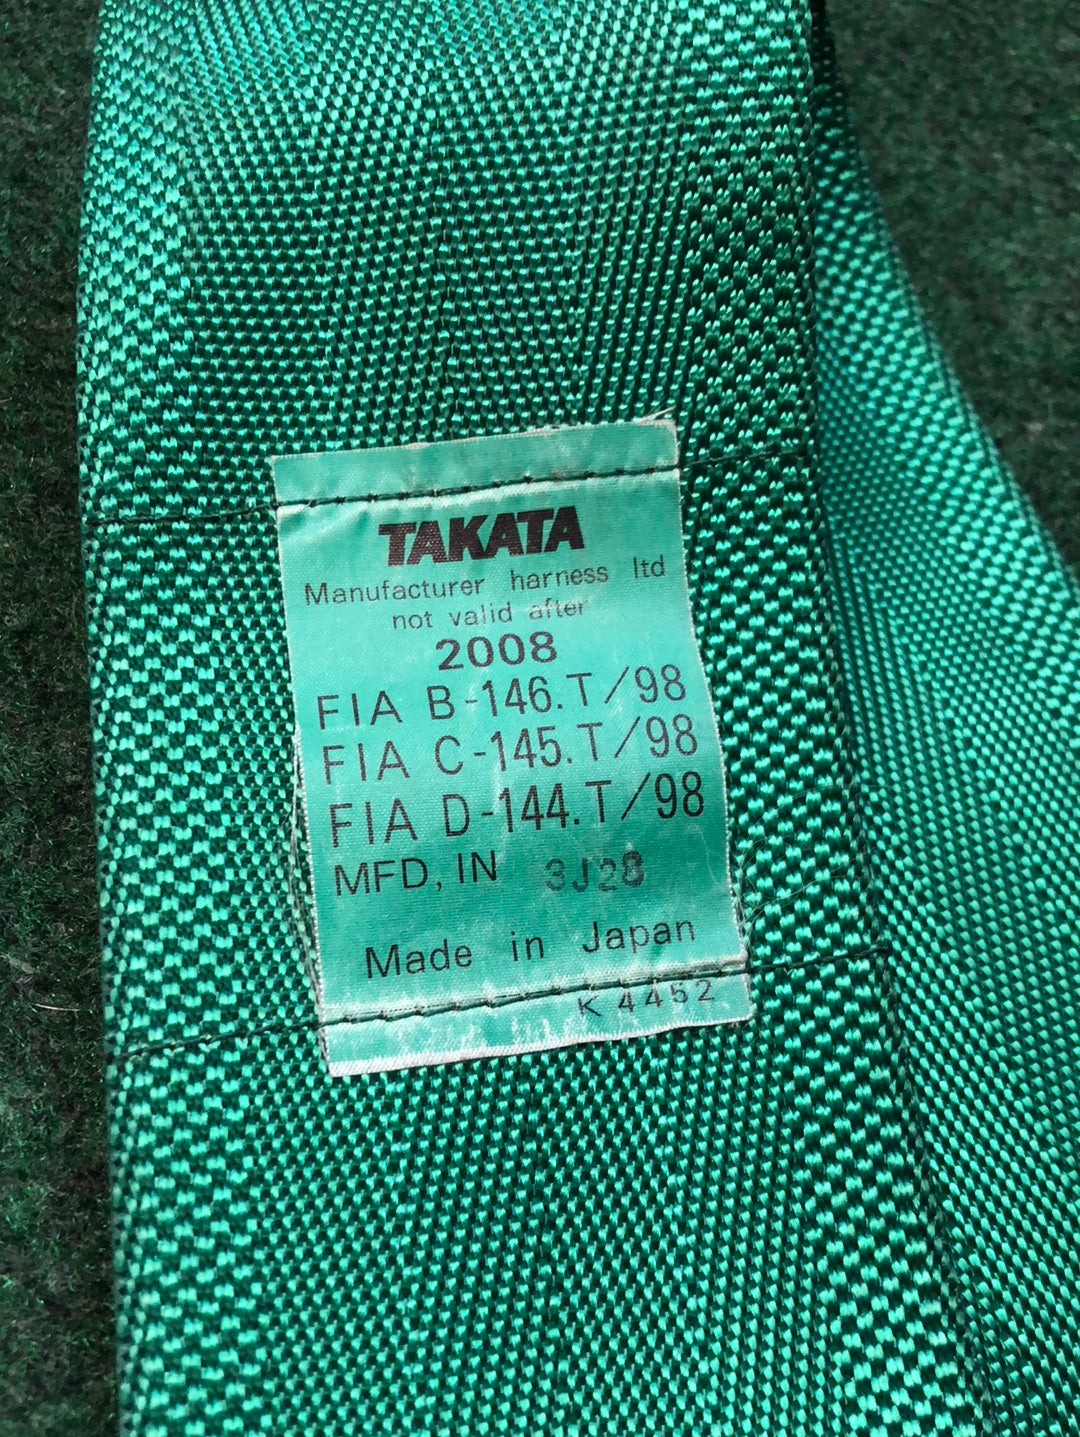 TAKATA
Manufacturer harness ltd
not valid after
2008
FIA B-146.T/98
FIA C-145.T/98
FIA D-144.T/98
MFD, IN 3J28
Made in Japan
K 4452